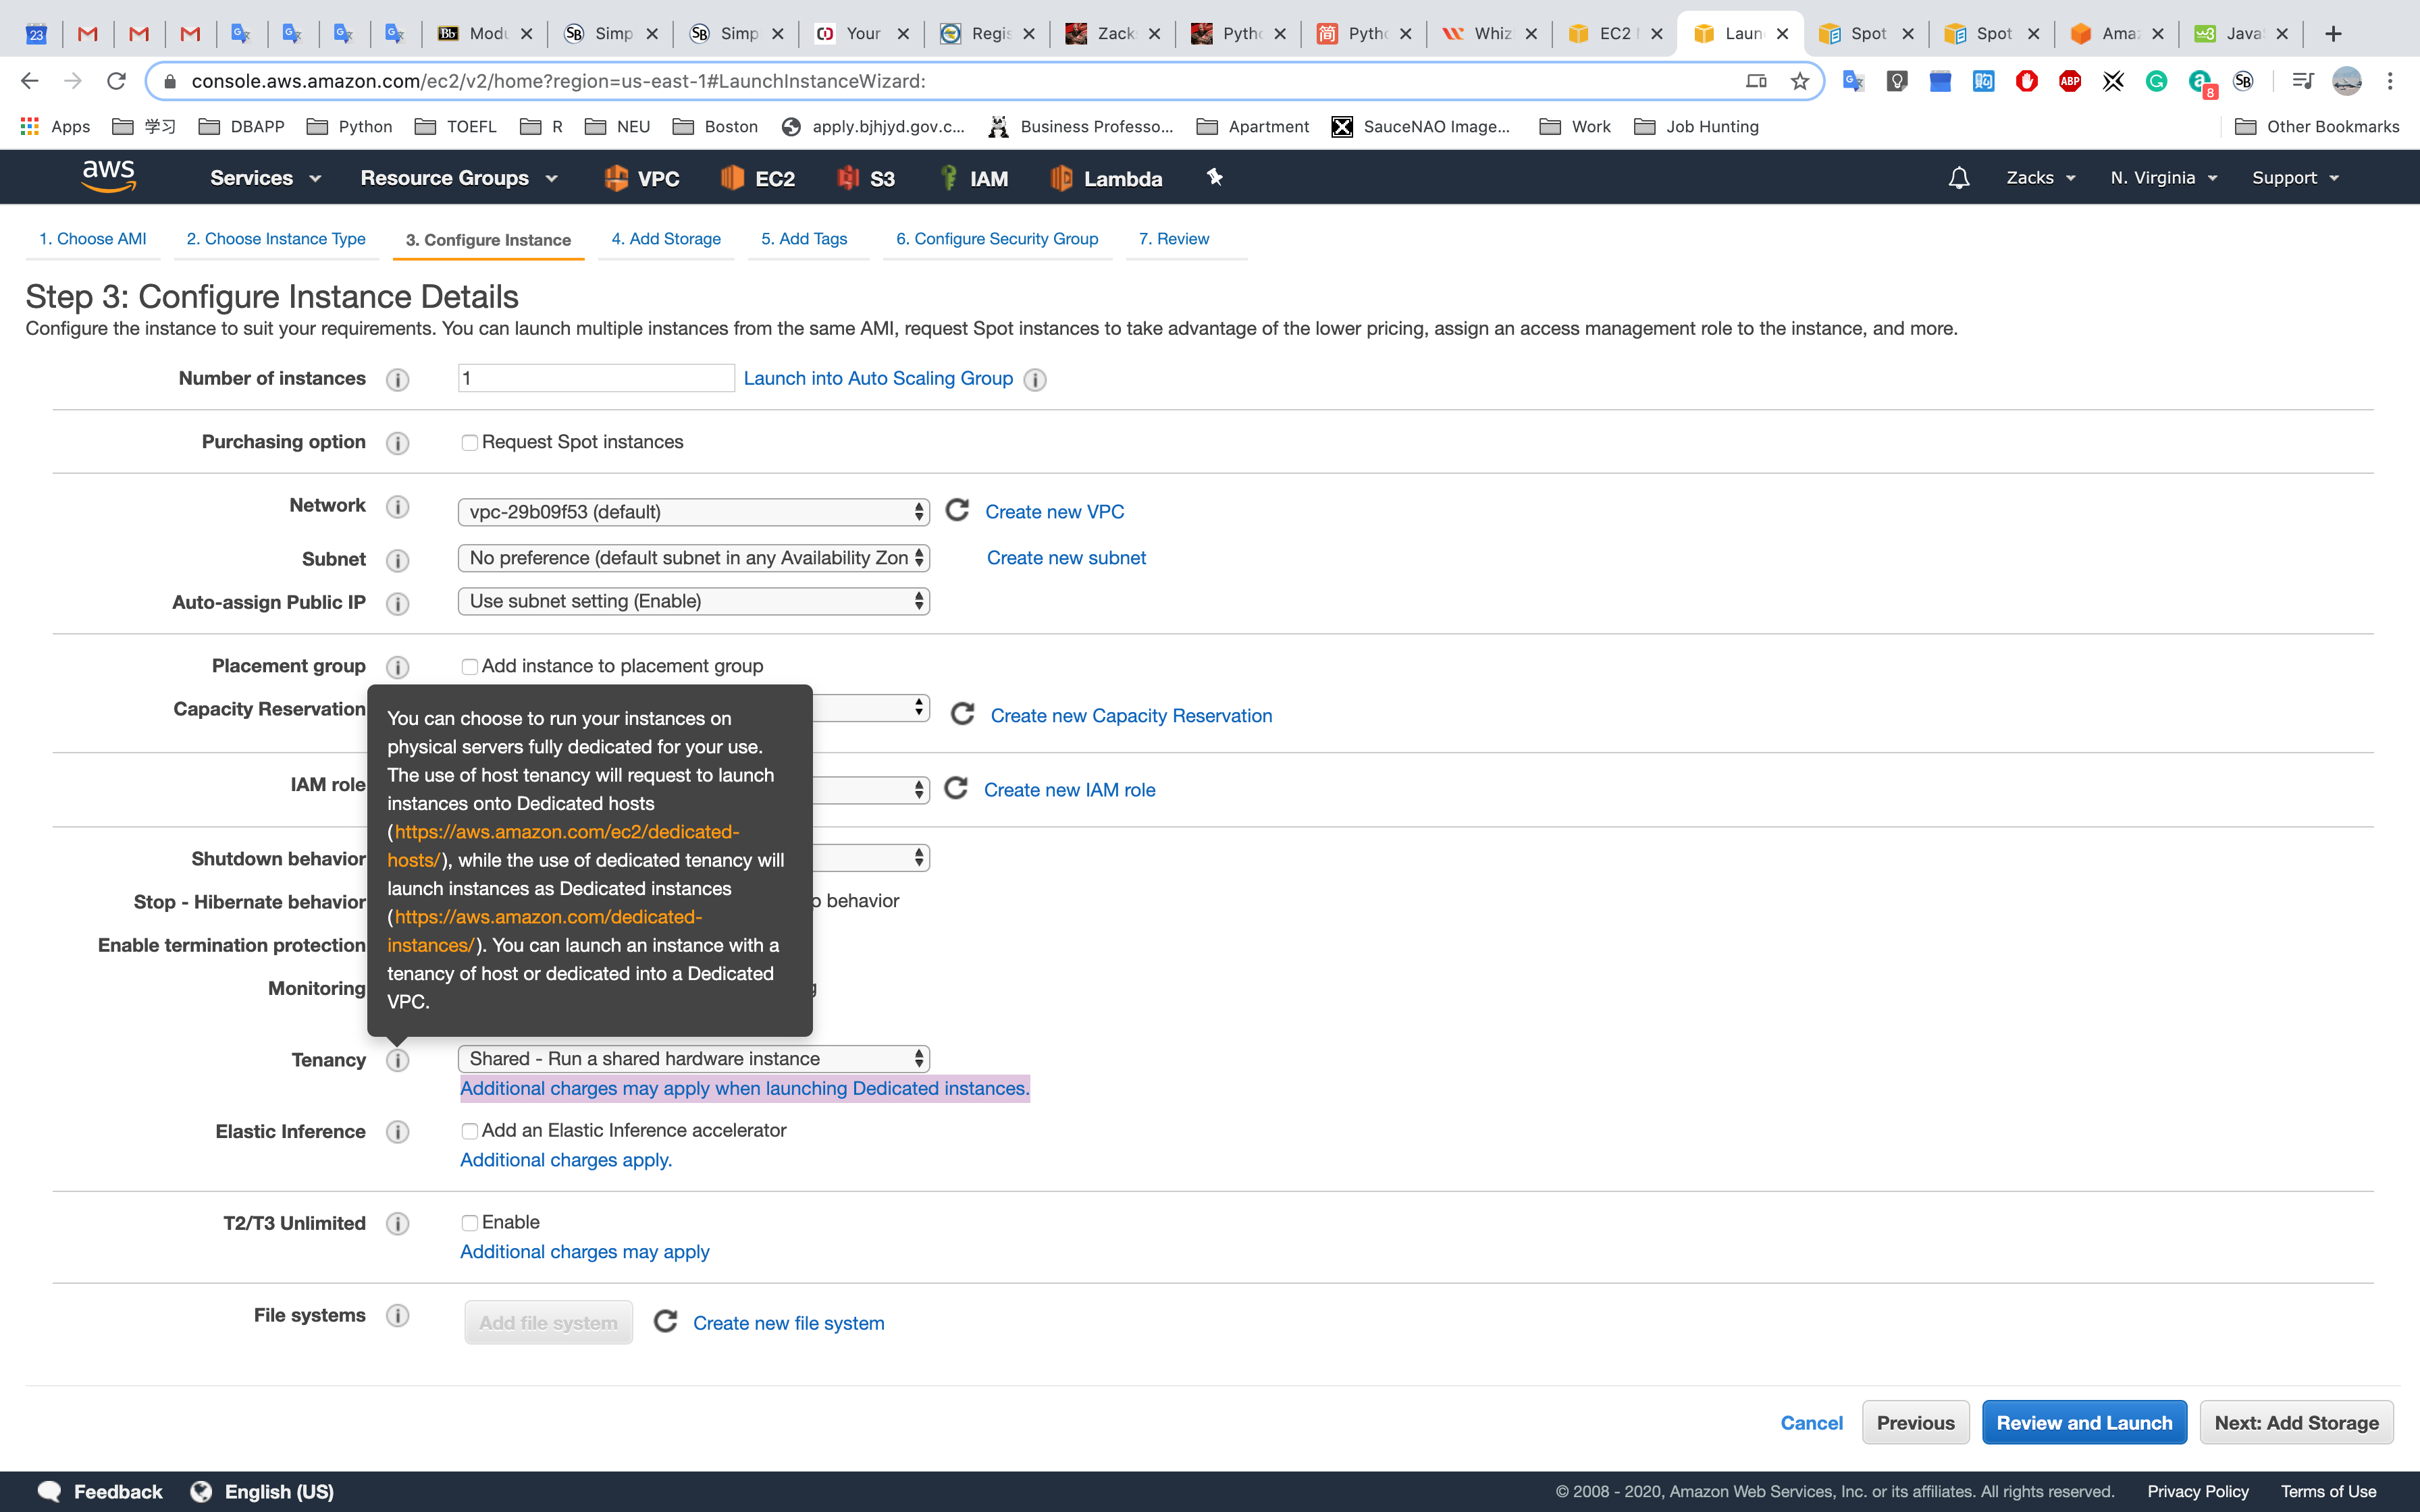 23 Modu Simp Simp Your Regis Zack Pytho Pytho Whiz EC2 Laun Spot Spot Amaz Java
console.aws.amazon.com/ec2/v2/home?region=us-east-1#LaunchInstanceWizard:
Apps 学习 DBAPP Python TOEFL R NEU Boston apply.bjhjyd.gov.c... Business Professo... Apartment SauceNAO Image... Work Job Hunting Other Bookmarks
aws Services Resource Groups VPC EC2 S3 IAM Lambda Zacks N. Virginia Support
1. Choose AMI 2. Choose Instance Type 3. Configure Instance 4. Add Storage 5. Add Tags 6. Configure Security Group 7. Review
Step 3: Configure Instance Details
Configure the instance to suit your requirements. You can launch multiple instances from the same AMI, request Spot instances to take advantage of the lower pricing, assign an access management role to the instance, and more.
Number of instances 1 Launch into Auto Scaling Group
Purchasing option Request Spot instances
Network vpc-29b09f53 (default) Create new VPC
Subnet No preference (default subnet in any Availability Zon Create new subnet
Auto-assign Public IP Use subnet setting (Enable)
Placement group Add instance to placement group
Capacity Reservation Create new Capacity Reservation
IAM role Create new IAM role
Shutdown behavior
Stop - Hibernate behavior behavior
Enable termination protection
Monitoring
You can choose to run your instances on
physical servers fully dedicated for your use.
The use of host tenancy will request to launch
instances onto Dedicated hosts
(https://aws.amazon.com/ec2/dedicated-
hosts/), while the use of dedicated tenancy will
launch instances as Dedicated instances
(https://aws.amazon.com/dedicated-
instances/). You can launch an instance with a
tenancy of host or dedicated into a Dedicated
VPC.
Tenancy Shared - Run a shared hardware instance
Additional charges may apply when launching Dedicated instances.
Elastic Inference Add an Elastic Inference accelerator
Additional charges apply.
T2/T3 Unlimited Enable
Additional charges may apply
File systems Add file system Create new file system
Cancel Previous Review and Launch Next: Add Storage
Feedback English (US) © 2008 - 2020, Amazon Web Services, Inc. or its affiliates. All rights reserved. Privacy Policy Terms of Use